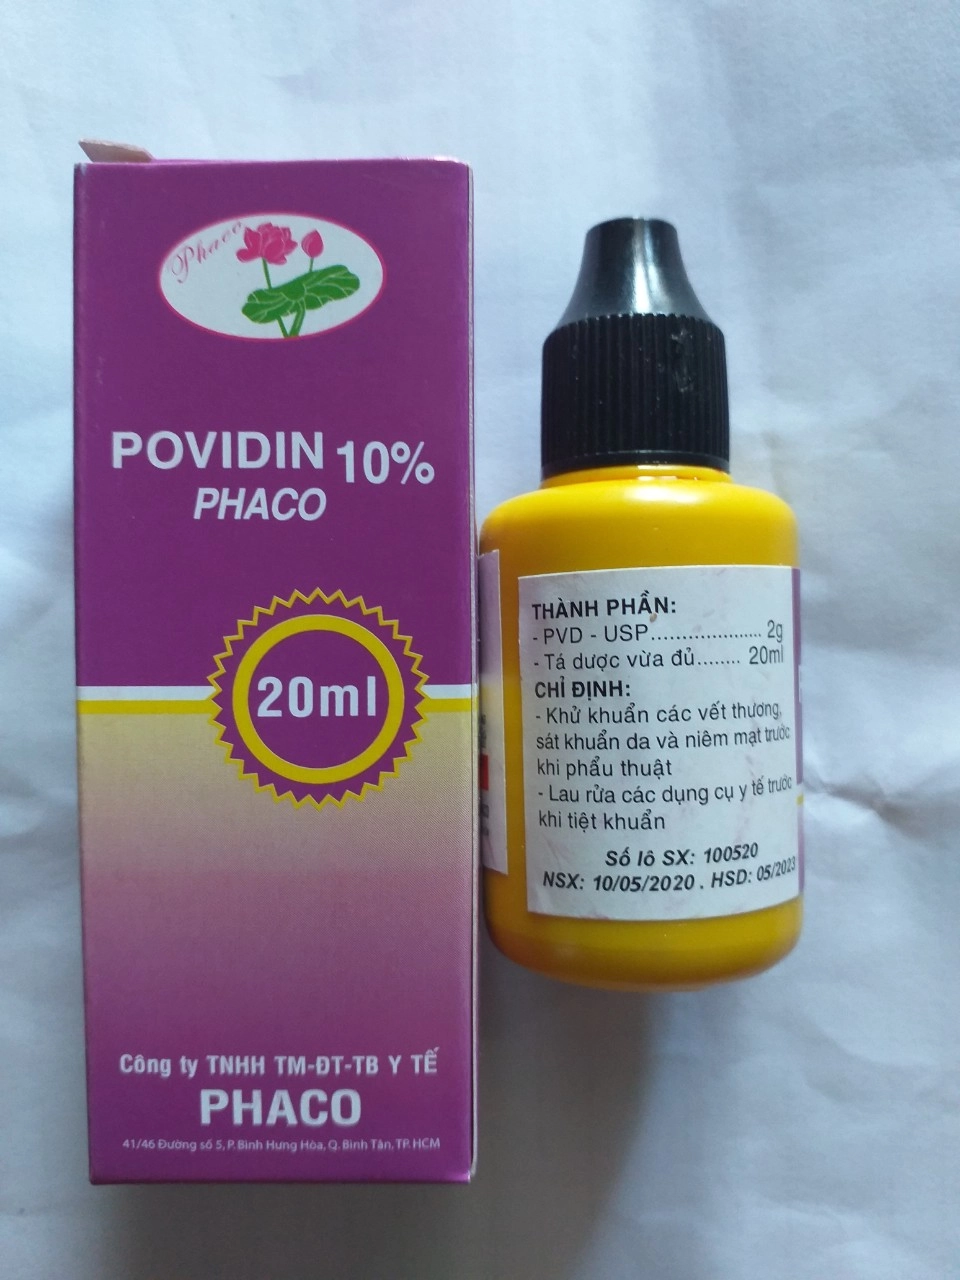 Phaco
POVIDIN 10%
PHACO
20ml
Công ty TNHH TM-ĐT-TB Y TẾ
PHACO
41/46 Đường số 5, P. Bình Hưng Hòa, Q. Bình Tân, TP. HCM
THÀNH PHẦN:
- PVD - USP..................... 2g
- Tá dược vừa đủ........ 20ml
CHỈ ĐỊNH:
- Khử khuẩn các vết thương,
sát khuẩn da và niêm mạt trước
khi phẩu thuật
- Lau rửa các dụng cụ y tế trước
khi tiệt khuẩn
Số lô SX: 100520
NSX: 10/05/2020 . HSD: 05/2023